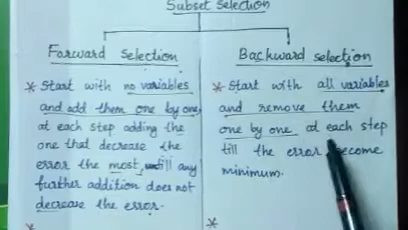 Subset Selection
Forward Selection
* Start with no variables
and add them one by one,
at each step adding the
one that decrease the
error the most, untill any
further addition does not
decrease the error.
*
Backward selection
* Start with all variables
and remove them
one by one at each step
till the error become
minimum.
*